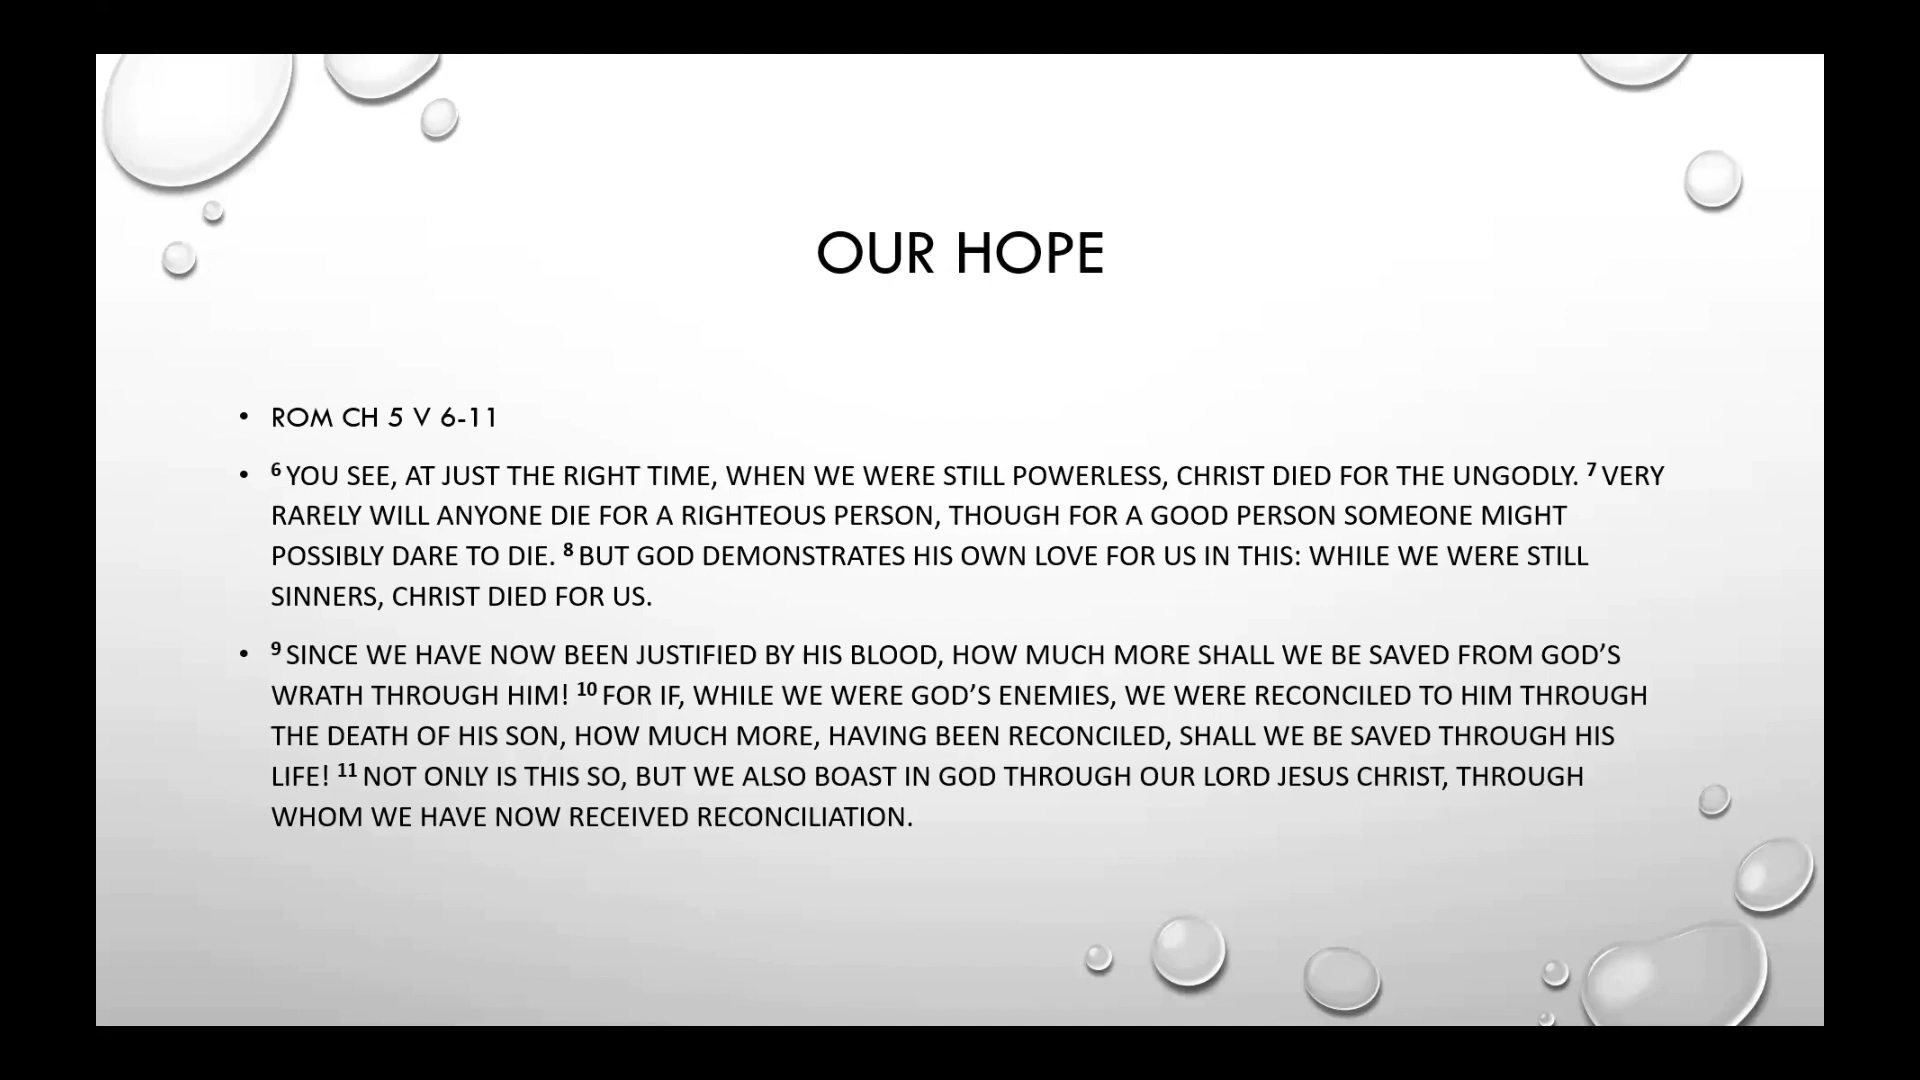 OUR HOPE
• ROM CH 5 V 6-11
• 6 YOU SEE, AT JUST THE RIGHT TIME, WHEN WE WERE STILL POWERLESS, CHRIST DIED FOR THE UNGODLY. 7 VERY
RARELY WILL ANYONE DIE FOR A RIGHTEOUS PERSON, THOUGH FOR A GOOD PERSON SOMEONE MIGHT
POSSIBLY DARE TO DIE. 8 BUT GOD DEMONSTRATES HIS OWN LOVE FOR US IN THIS: WHILE WE WERE STILL
SINNERS, CHRIST DIED FOR US.
• 9 SINCE WE HAVE NOW BEEN JUSTIFIED BY HIS BLOOD, HOW MUCH MORE SHALL WE BE SAVED FROM GOD’S
WRATH THROUGH HIM! 10 FOR IF, WHILE WE WERE GOD’S ENEMIES, WE WERE RECONCILED TO HIM THROUGH
THE DEATH OF HIS SON, HOW MUCH MORE, HAVING BEEN RECONCILED, SHALL WE BE SAVED THROUGH HIS
LIFE! 11 NOT ONLY IS THIS SO, BUT WE ALSO BOAST IN GOD THROUGH OUR LORD JESUS CHRIST, THROUGH
WHOM WE HAVE NOW RECEIVED RECONCILIATION.